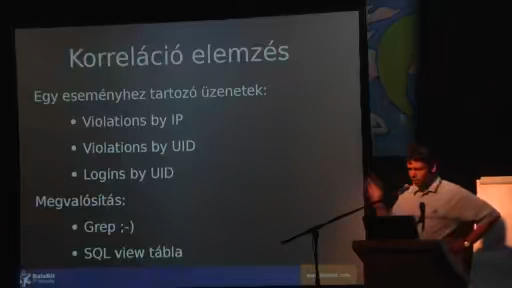 Korreláció elemzés
Egy eseményhez tartozó üzenetek:
• Violations by IP
• Violations by UID
• Logins by UID
Megvalósítás:
• Grep ;-)
• SQL view tábla
BalaBit